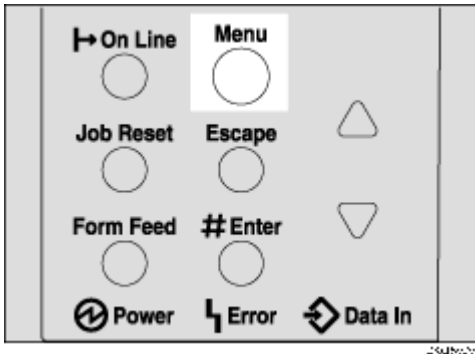 On Line Menu
Job Reset Escape
Form Feed # Enter
Power Error Data In